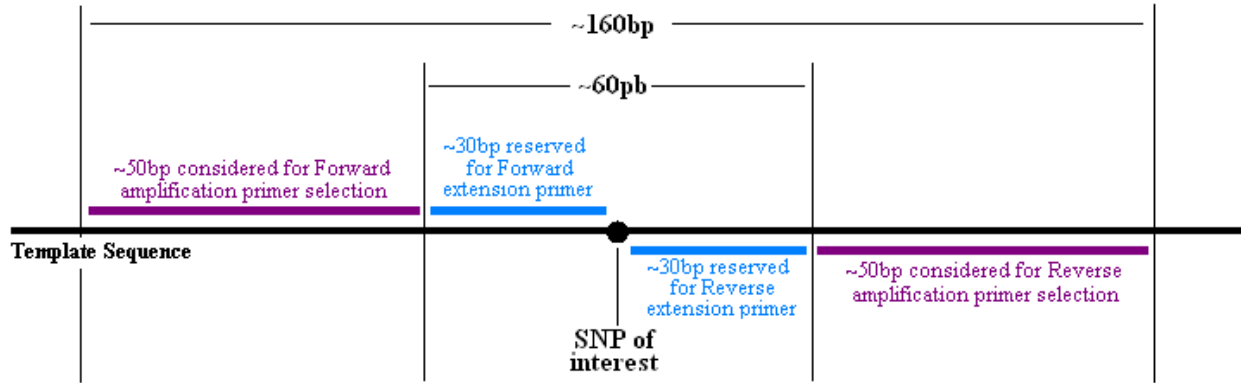 ~160bp
~60pb
~50bp considered for Forward
amplification primer selection
~30bp reserved
for Forward
extension primer
Template Sequence
~30bp reserved
for Reverse
extension primer
~50bp considered for Reverse
amplification primer selection
SNP of
interest